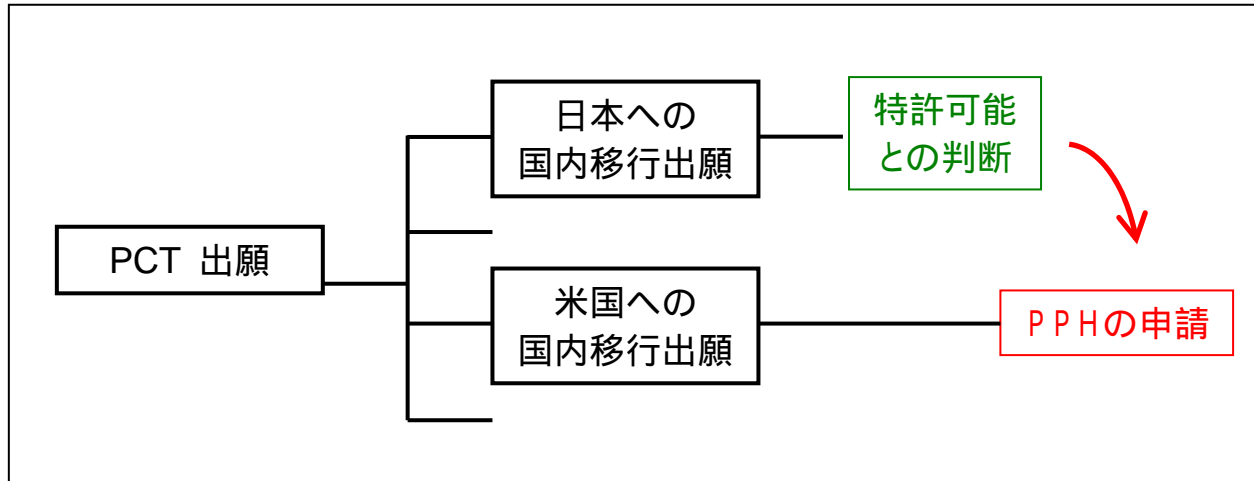 日本への
国内移行出願
特許可能
との判断
PCT 出願
米国への
国内移行出願
ＰＰＨの申請